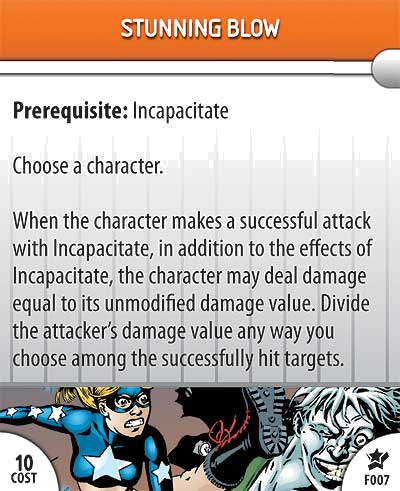 STUNNING BLOW
Prerequisite: Incapacitate
Choose a character.
When the character makes a successful attack
with Incapacitate, in addition to the effects of
Incapacitate, the character may deal damage
equal to its unmodified damage value. Divide
the attacker's damage value any way you
choose among the successfully hit targets.
10
COST
F007